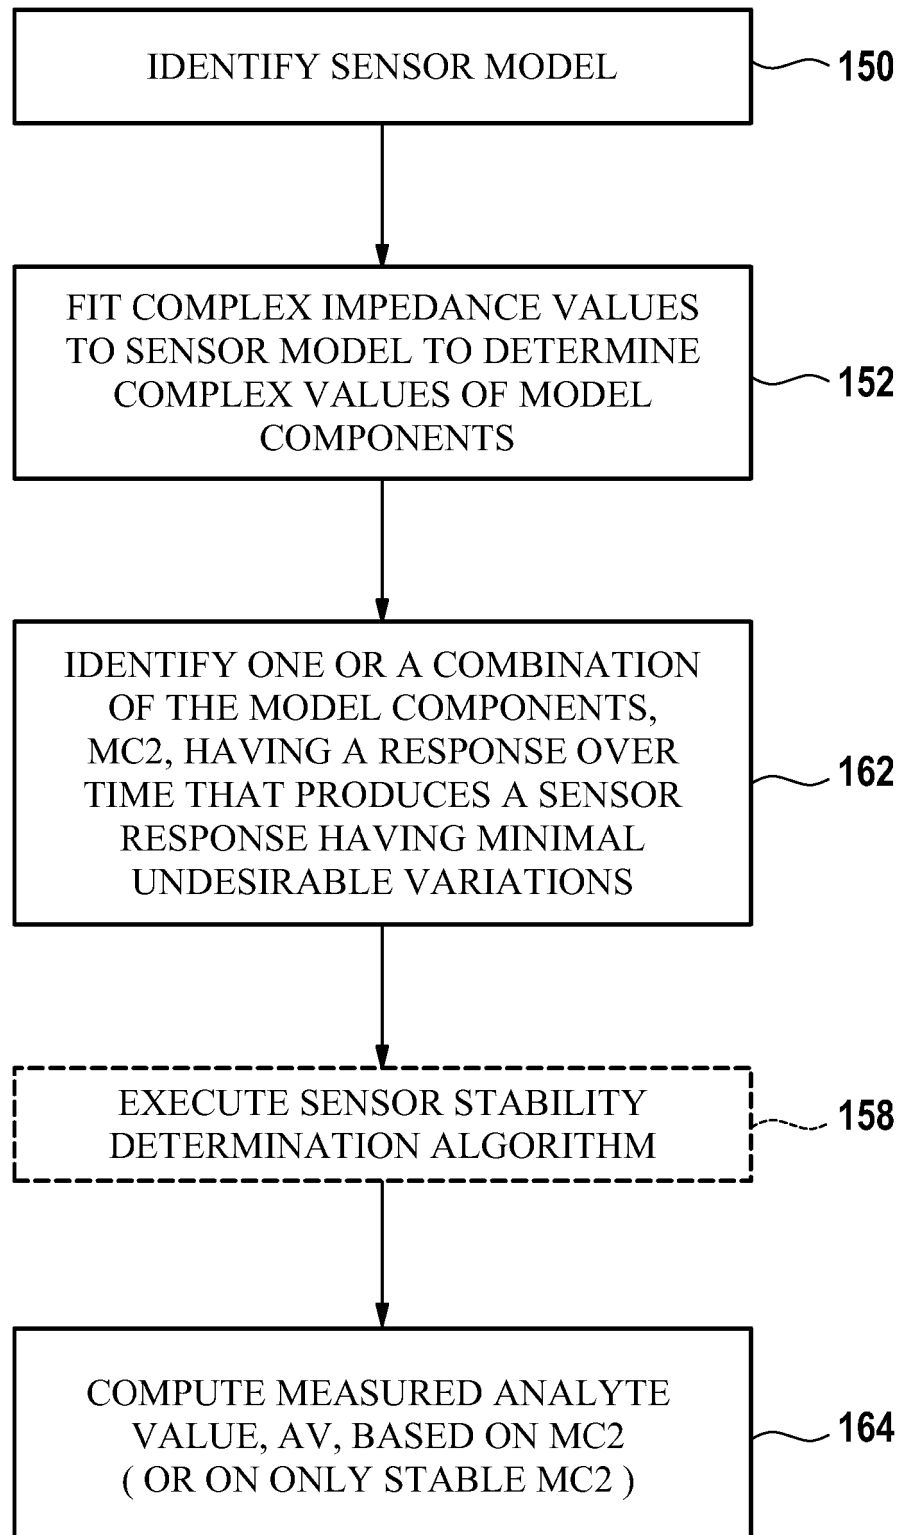 IDENTIFY SENSOR MODEL
150
FIT COMPLEX IMPEDANCE VALUES
TO SENSOR MODEL TO DETERMINE
COMPLEX VALUES OF MODEL
COMPONENTS
152
IDENTIFY ONE OR A COMBINATION
OF THE MODEL COMPONENTS,
MC2, HAVING A RESPONSE OVER
TIME THAT PRODUCES A SENSOR
RESPONSE HAVING MINIMAL
UNDESIRABLE VARIATIONS
162
EXECUTE SENSOR STABILITY
DETERMINATION ALGORITHM
158
COMPUTE MEASURED ANALYTE
VALUE, AV, BASED ON MC2
( OR ON ONLY STABLE MC2 )
164